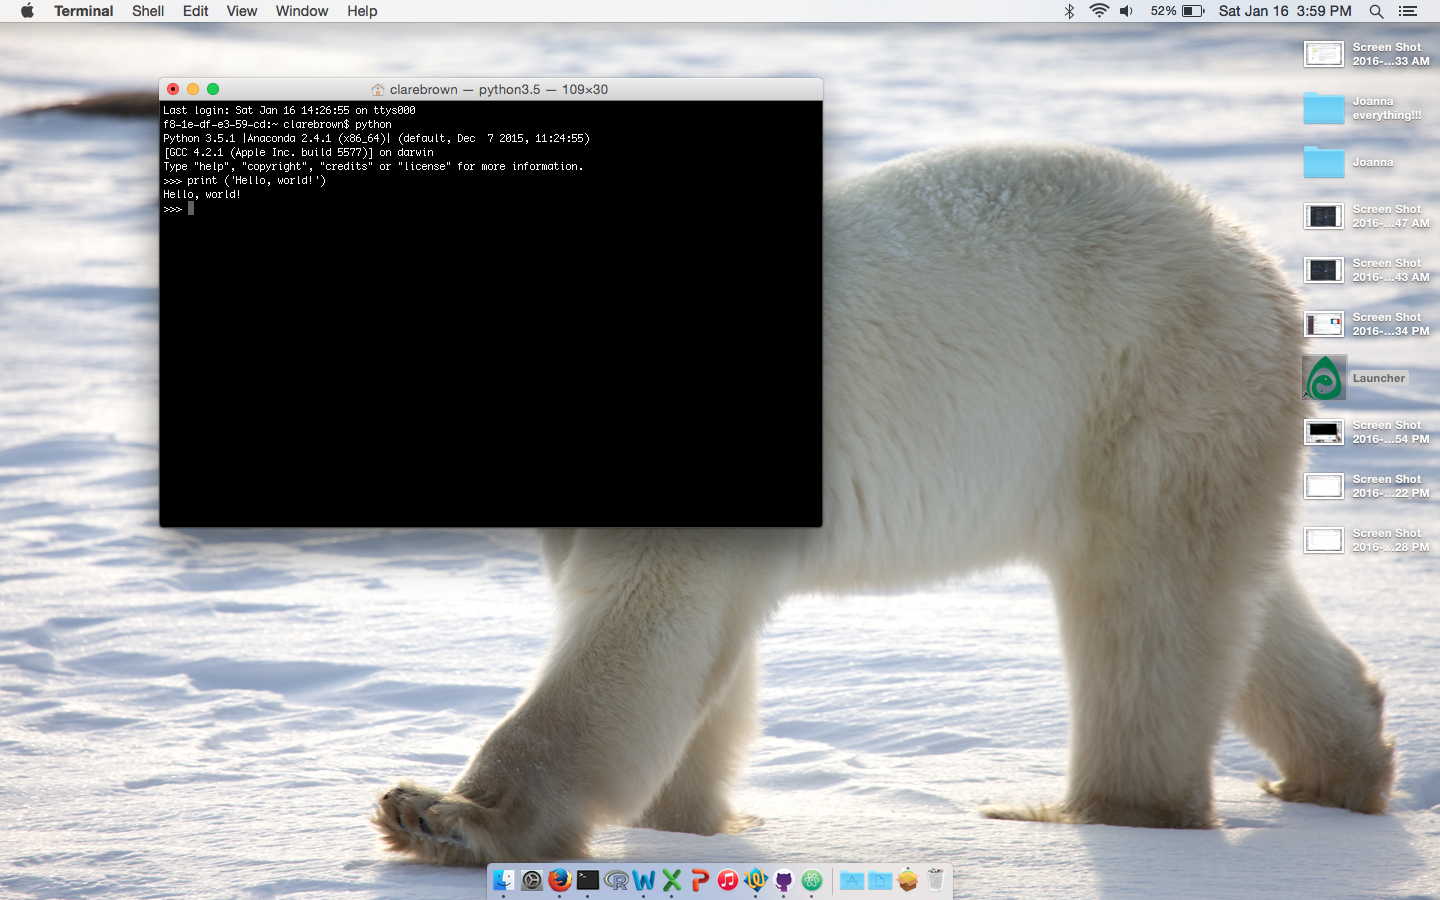 Terminal Shell Edit View Window Help 52% Sat Jan 16 3:59 PM
clarebrown — python3.5 — 109×30
Last login: Sat Jan 16 14:26:55 on ttys000
f8-1e-df-e3-59-cd:~ clarebrown$ python
Python 3.5.1 |Anaconda 2.4.1 (x86_64)| (default, Dec  7 2015, 11:24:55)
[GCC 4.2.1 (Apple Inc. build 5577)] on darwin
Type "help", "copyright", "credits" or "license" for more information.
>>> print ('Hello, world!')
Hello, world!
>>>
Screen Shot
2016-...33 AM
Joanna
everything!!!
Joanna
Screen Shot
2016-...47 AM
Screen Shot
2016-...43 AM
Screen Shot
2016-...34 PM
Launcher
Screen Shot
2016-...54 PM
Screen Shot
2016-...22 PM
Screen Shot
2016-...28 PM